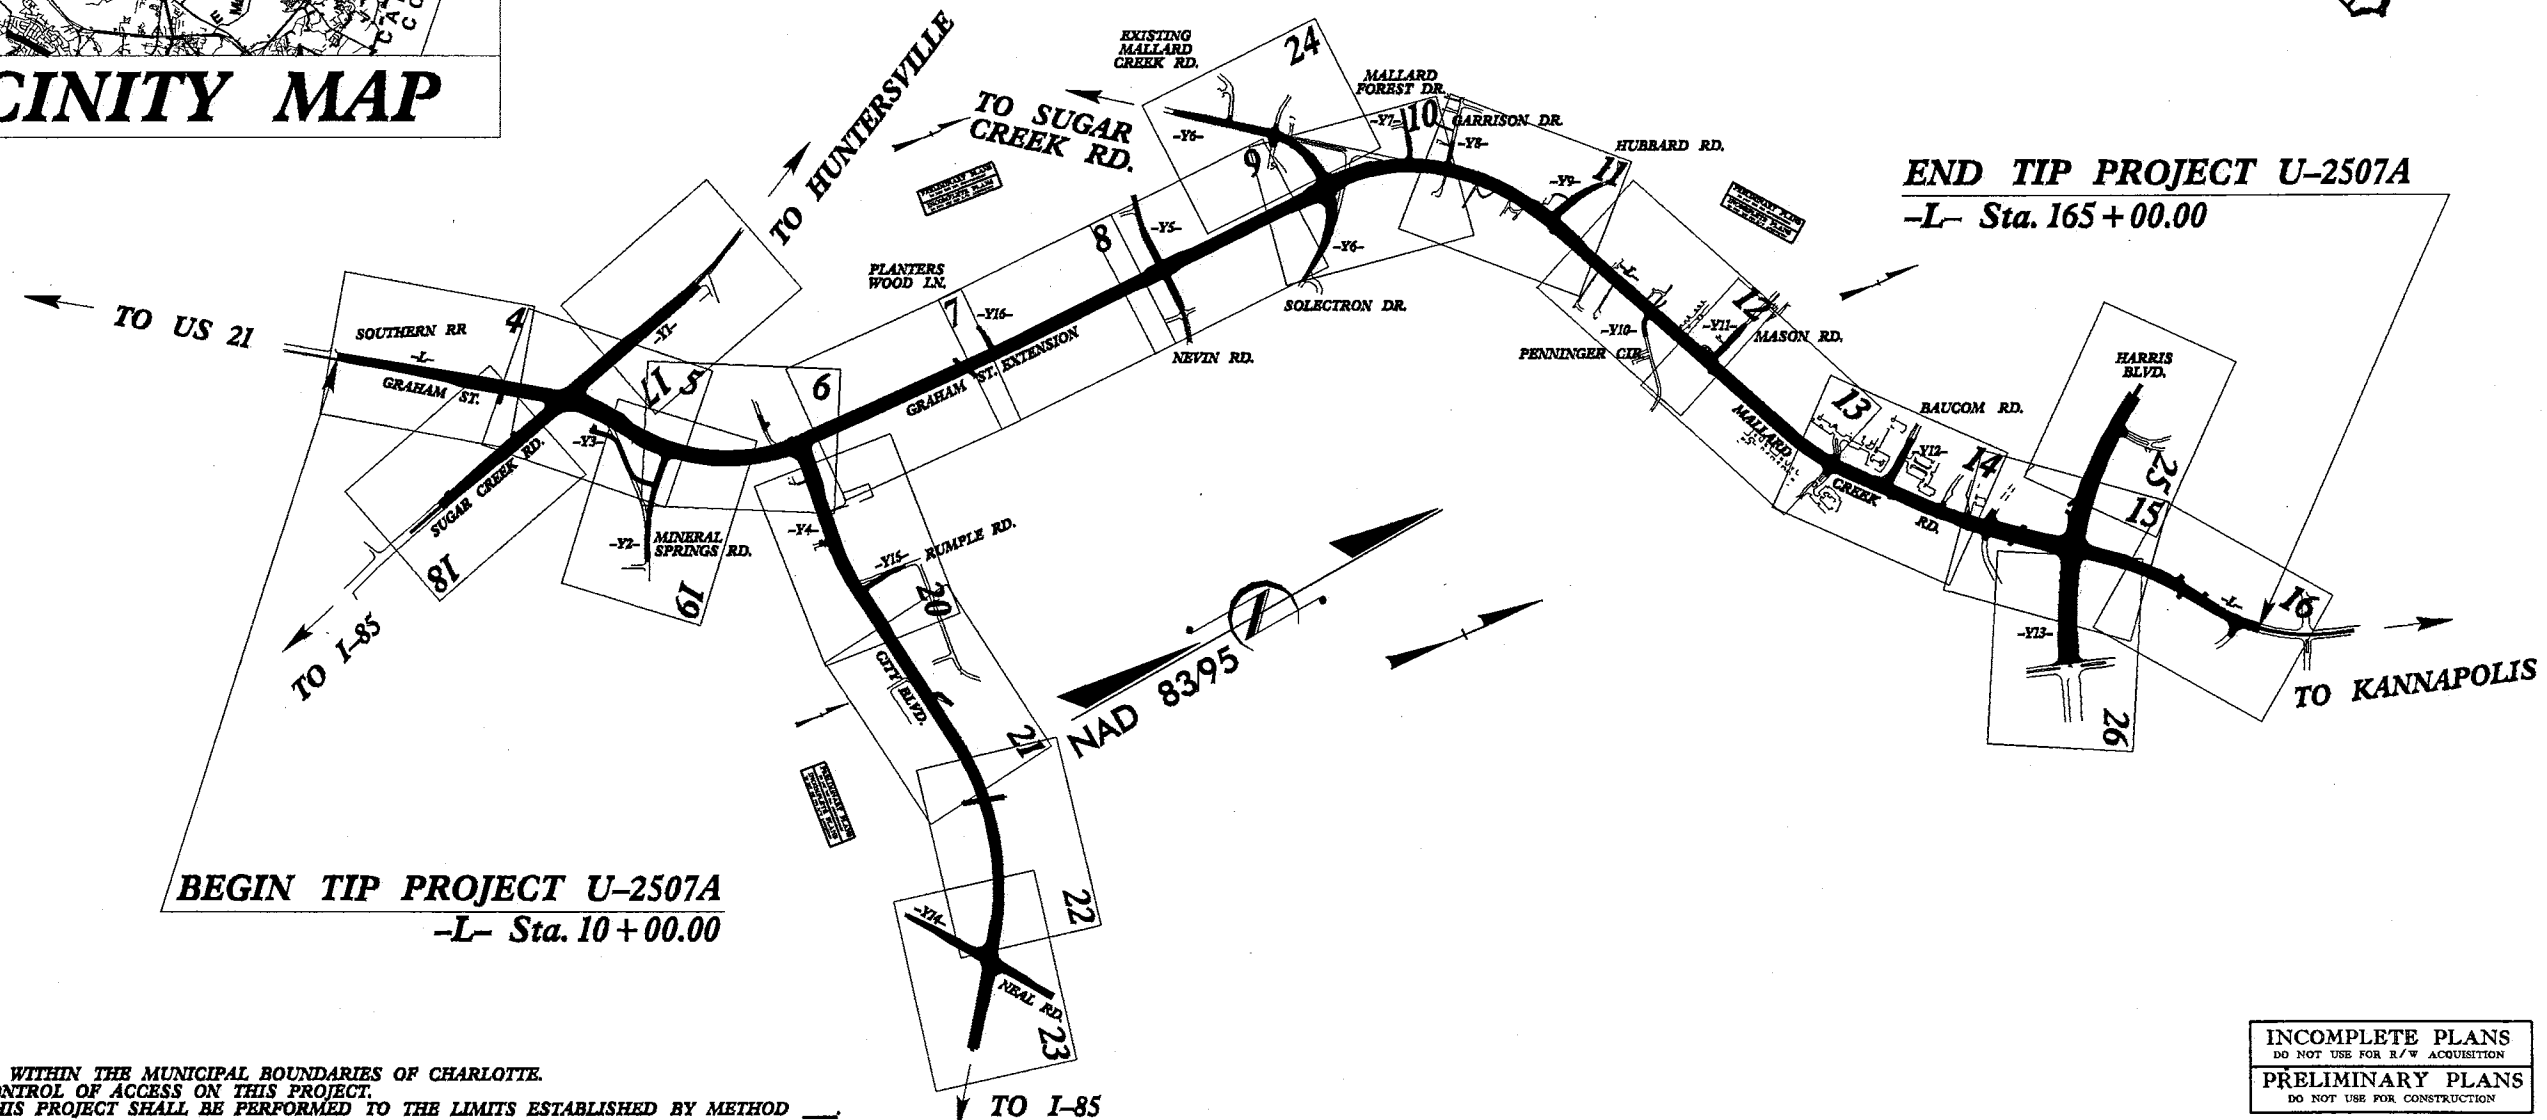 CINITY MAP
TO HUNTERSVILLE
TO SUGAR
CREEK RD.
EXISTING
MALLARD
CREEK RD.
24
MALLARD
FOREST DR.
-Y6-
-Y7-
10
GARRISON DR.
-Y8-
9
HUBBARD RD.
11
-Y9-
END TIP PROJECT U-2507A
-L- Sta. 165+00.00
8
-Y5-
-Y6-
PLANTERS
WOOD LN.
7
-Y16-
SOLECTRON DR.
NEVIN RD.
GRAHAM ST. EXTENSION
TO US 21
SOUTHERN RR
4
-L-
GRAHAM ST.
-Y1-
17
5
6
-L-
12
-Y10-
-Y11-
MASON RD.
PENNINGER CIR.
HARRIS
BLVD.
13
BAUCOM RD.
-Y12-
MALLARD
CREEK
RD.
14
25
15
-Y3-
SUGAR CREEK RD.
-Y2-
MINERAL
SPRINGS RD.
18
19
TO I-85
-Y4-
-Y15-
RUMPLE RD.
20
CITY
BLVD.
21
NAD 83/95
-L-
16
-Y13-
26
TO KANNAPOLIS
BEGIN TIP PROJECT U-2507A
-L- Sta. 10+00.00
22
-Y14-
NEAL RD.
23
TO I-85
WITHIN THE MUNICIPAL BOUNDARIES OF CHARLOTTE.
NTROL OF ACCESS ON THIS PROJECT.
HIS PROJECT SHALL BE PERFORMED TO THE LIMITS ESTABLISHED BY METHOD ___.
INCOMPLETE PLANS
DO NOT USE FOR R/W ACQUISITION
PRELIMINARY PLANS
DO NOT USE FOR CONSTRUCTION